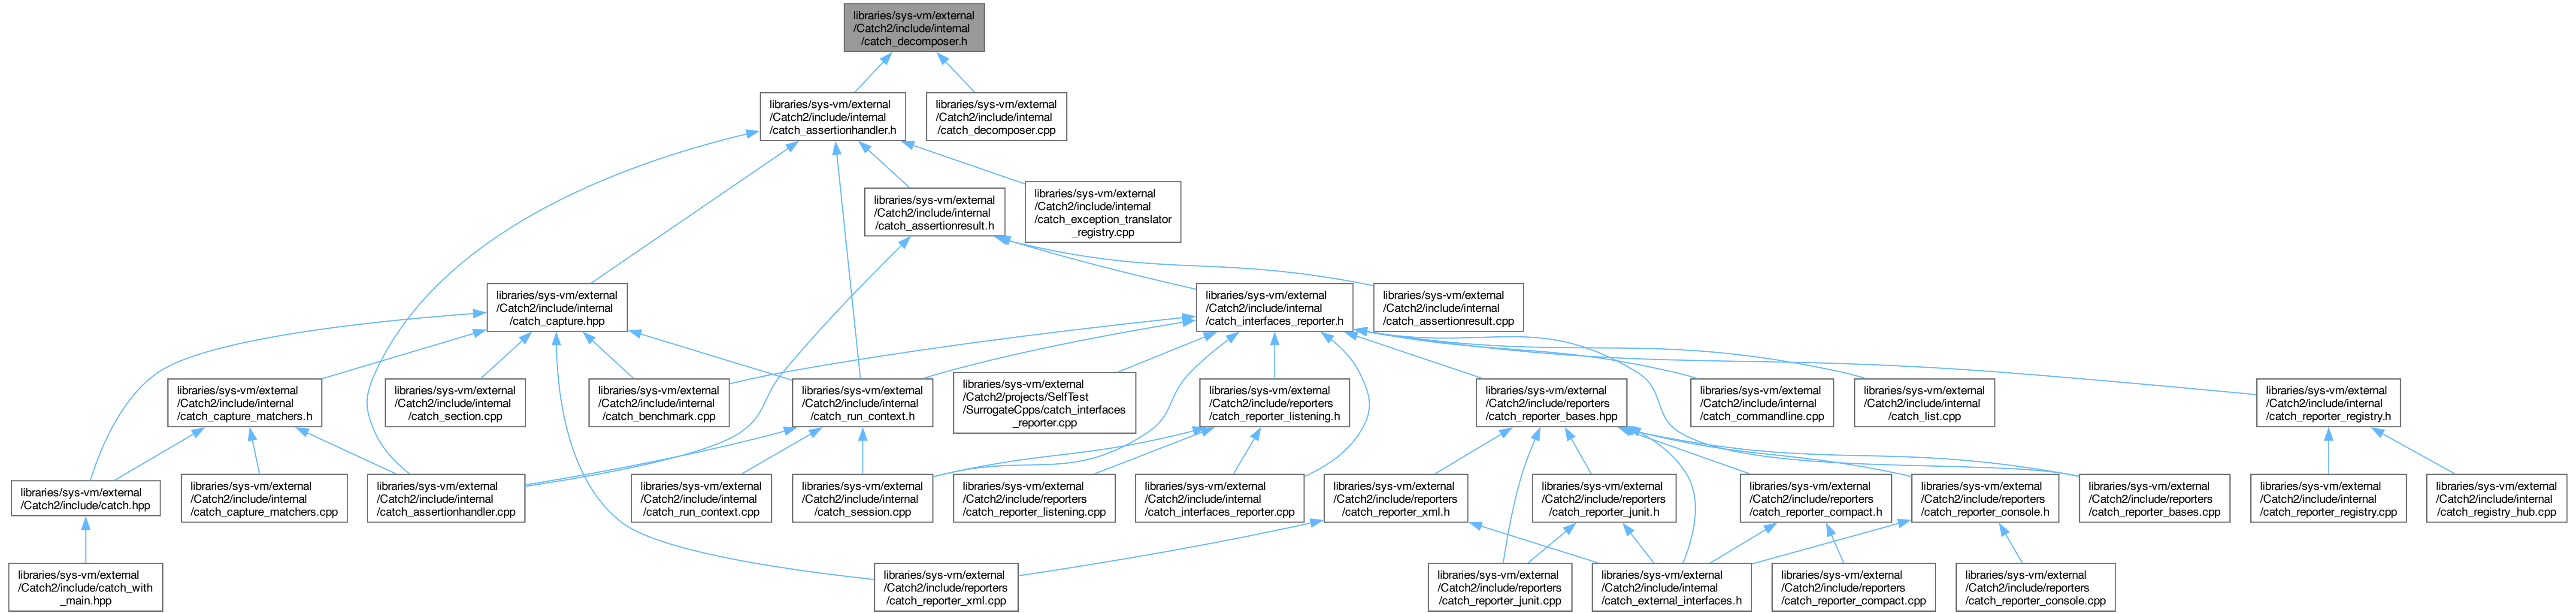 libraries/sys-vm/external
/Catch2/include/internal
/catch_decomposer.h
libraries/sys-vm/external
/Catch2/include/internal
/catch_assertionhandler.h
libraries/sys-vm/external
/Catch2/include/internal
/catch_decomposer.cpp
libraries/sys-vm/external
/Catch2/include/internal
/catch_assertionresult.h
libraries/sys-vm/external
/Catch2/include/internal
/catch_exception_translator
_registry.cpp
libraries/sys-vm/external
/Catch2/include/internal
/catch_capture.hpp
libraries/sys-vm/external
/Catch2/include/internal
/catch_interfaces_reporter.h
libraries/sys-vm/external
/Catch2/include/internal
/catch_assertionresult.cpp
libraries/sys-vm/external
/Catch2/include/internal
/catch_capture_matchers.h
libraries/sys-vm/external
/Catch2/include/internal
/catch_section.cpp
libraries/sys-vm/external
/Catch2/include/internal
/catch_benchmark.cpp
libraries/sys-vm/external
/Catch2/include/internal
/catch_run_context.h
libraries/sys-vm/external
/Catch2/projects/SelfTest
/SurrogateCpps/catch_interfaces
_reporter.cpp
libraries/sys-vm/external
/Catch2/include/reporters
/catch_reporter_listening.h
libraries/sys-vm/external
/Catch2/include/reporters
/catch_reporter_bases.hpp
libraries/sys-vm/external
/Catch2/include/internal
/catch_commandline.cpp
libraries/sys-vm/external
/Catch2/include/internal
/catch_list.cpp
libraries/sys-vm/external
/Catch2/include/internal
/catch_reporter_registry.h
libraries/sys-vm/external
/Catch2/include/catch.hpp
libraries/sys-vm/external
/Catch2/include/internal
/catch_capture_matchers.cpp
libraries/sys-vm/external
/Catch2/include/internal
/catch_assertionhandler.cpp
libraries/sys-vm/external
/Catch2/include/internal
/catch_run_context.cpp
libraries/sys-vm/external
/Catch2/include/internal
/catch_session.cpp
libraries/sys-vm/external
/Catch2/include/reporters
/catch_reporter_listening.cpp
libraries/sys-vm/external
/Catch2/include/internal
/catch_interfaces_reporter.cpp
libraries/sys-vm/external
/Catch2/include/reporters
/catch_reporter_xml.h
libraries/sys-vm/external
/Catch2/include/reporters
/catch_reporter_junit.h
libraries/sys-vm/external
/Catch2/include/reporters
/catch_reporter_compact.h
libraries/sys-vm/external
/Catch2/include/reporters
/catch_reporter_console.h
libraries/sys-vm/external
/Catch2/include/reporters
/catch_reporter_bases.cpp
libraries/sys-vm/external
/Catch2/include/internal
/catch_reporter_registry.cpp
libraries/sys-vm/external
/Catch2/include/internal
/catch_registry_hub.cpp
libraries/sys-vm/external
/Catch2/include/catch_with
_main.hpp
libraries/sys-vm/external
/Catch2/include/reporters
/catch_reporter_xml.cpp
libraries/sys-vm/external
/Catch2/include/reporters
/catch_reporter_junit.cpp
libraries/sys-vm/external
/Catch2/include/internal
/catch_external_interfaces.h
libraries/sys-vm/external
/Catch2/include/reporters
/catch_reporter_compact.cpp
libraries/sys-vm/external
/Catch2/include/reporters
/catch_reporter_console.cpp